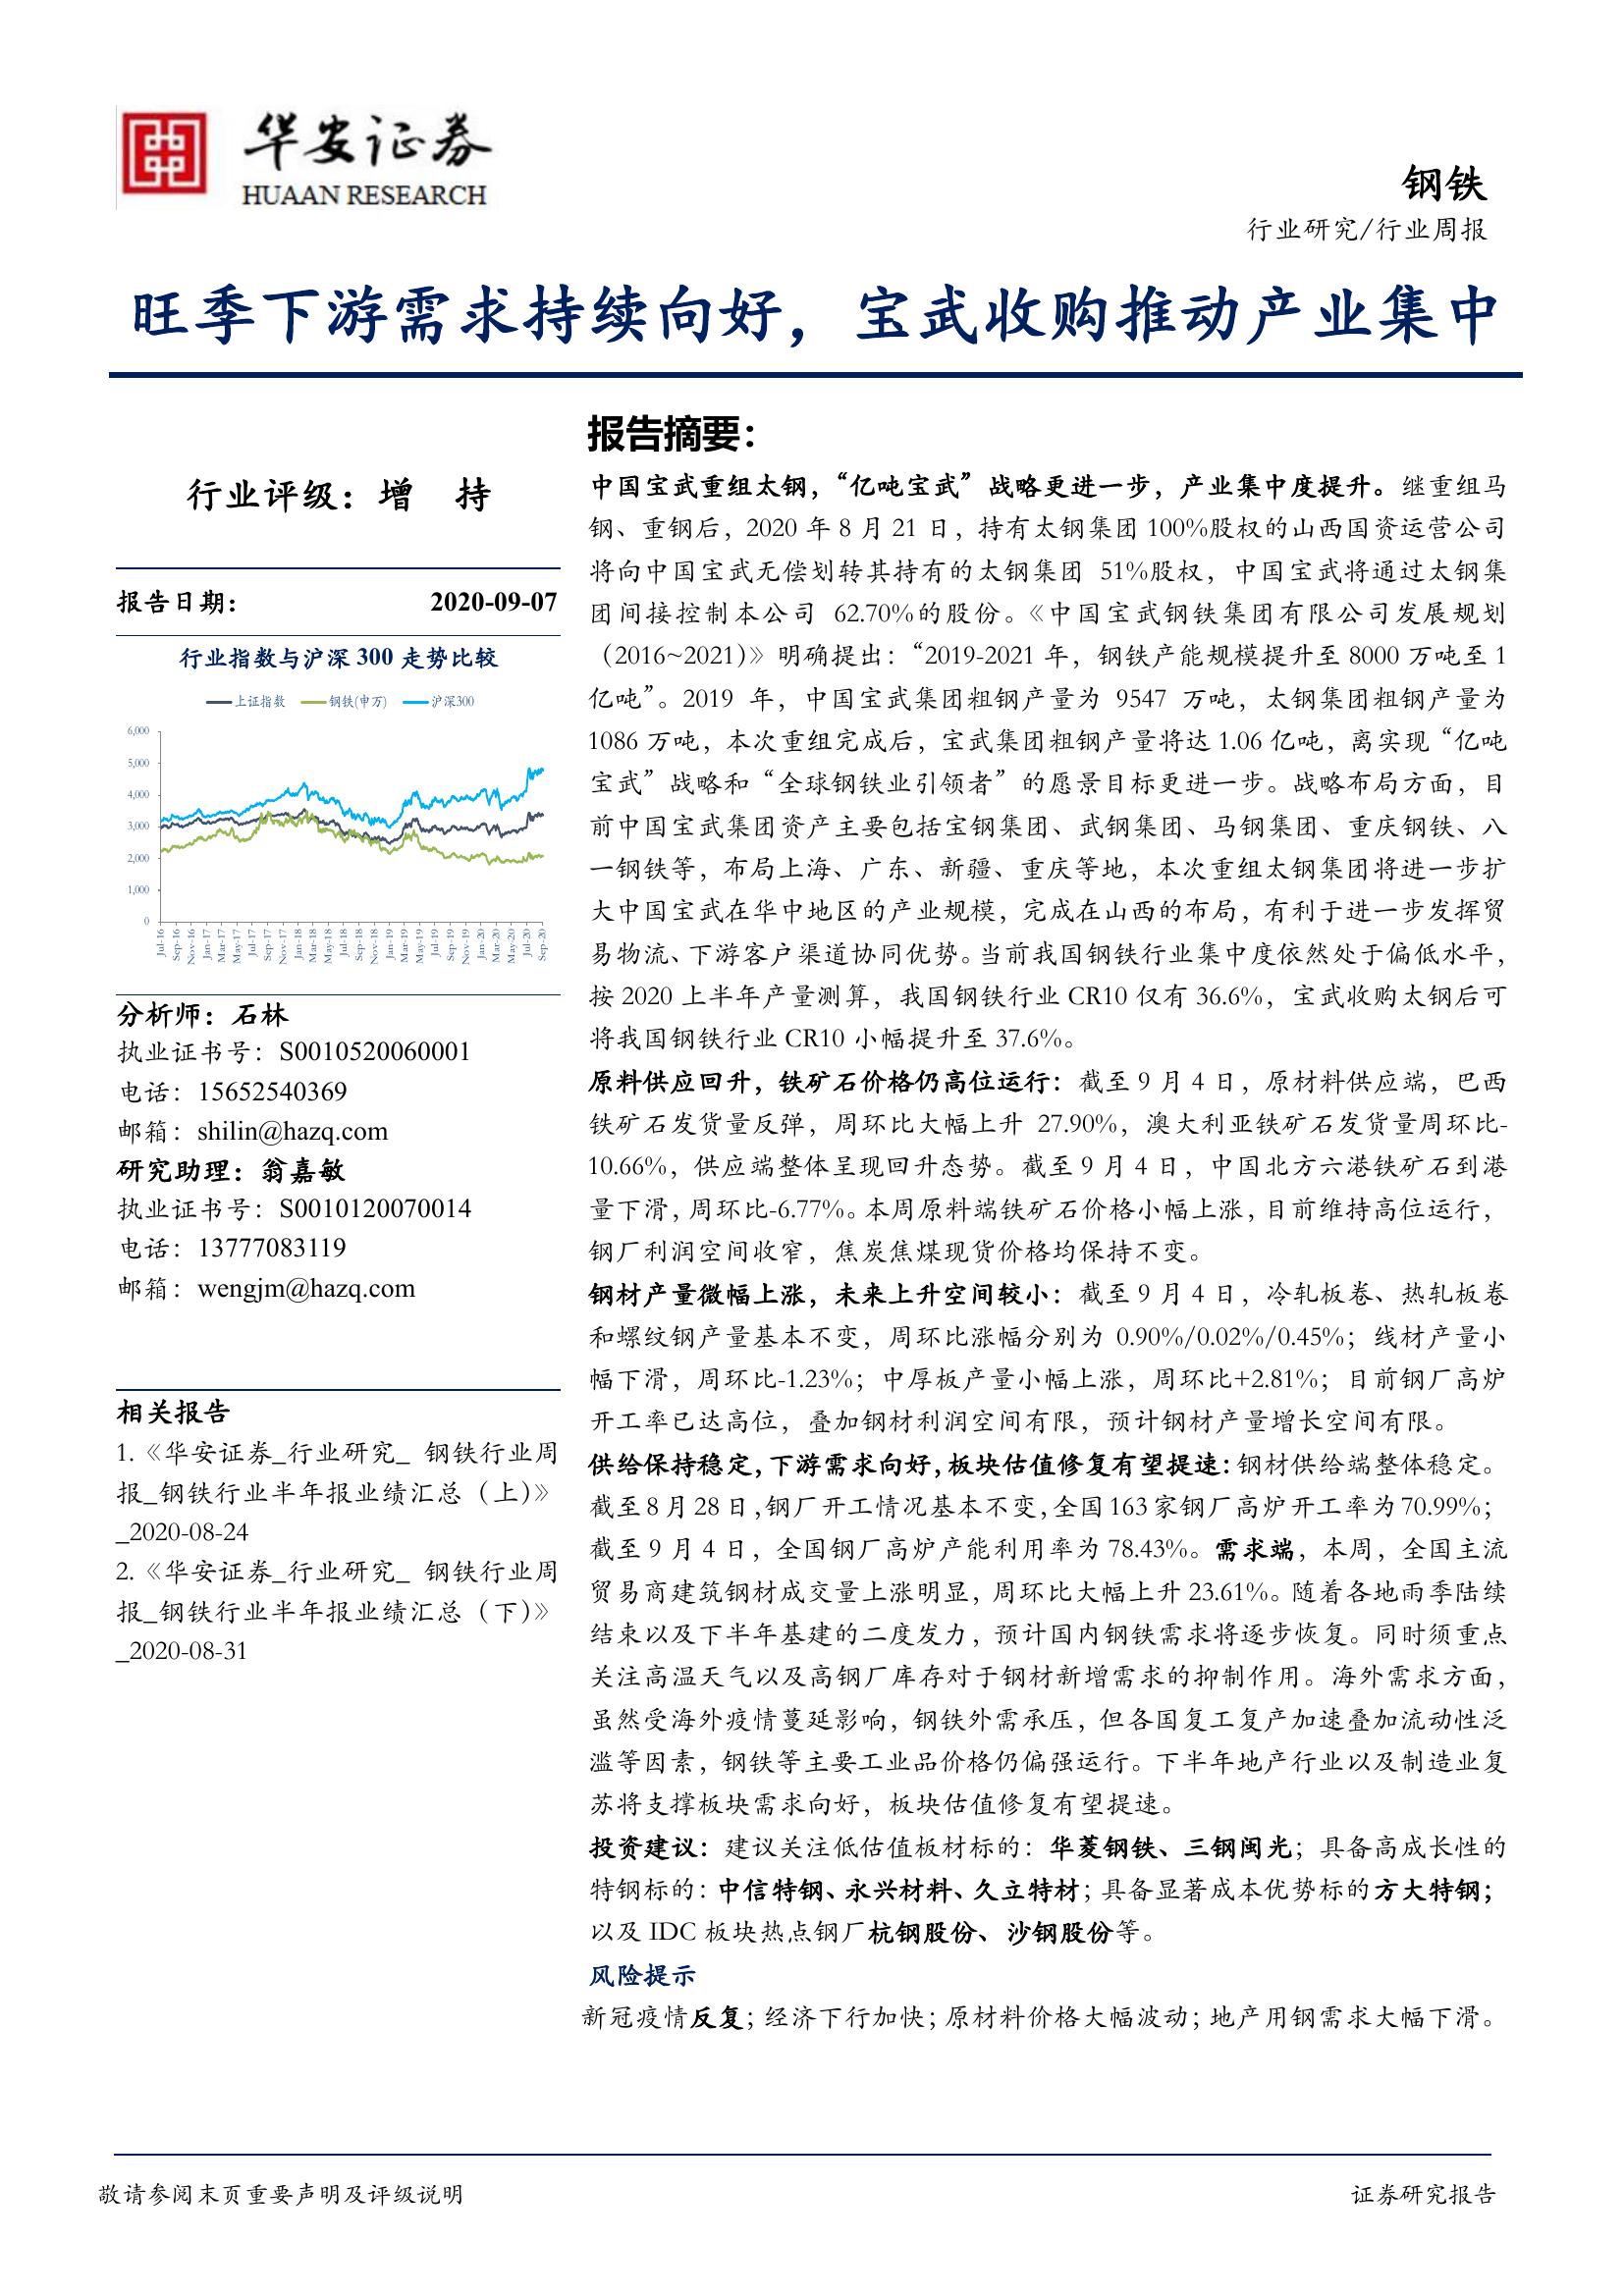 华安证券
HUAAN RESEARCH
钢铁
行业研究/行业周报
旺季下游需求持续向好，宝武收购推动产业集中
行业评级：增 持
报告日期： 2020-09-07
行业指数与沪深 300 走势比较
上证指数 钢铁(申万) 沪深300
6,000
5,000
4,000
3,000
2,000
1,000
0
Jul-16 Sep-16 Nov-16 Jan-17 Mar-17 May-17 Jul-17 Sep-17 Nov-17 Jan-18 Mar-18 May-18 Jul-18 Sep-18 Nov-18 Jan-19 Mar-19 May-19 Jul-19 Sep-19 Nov-19 Jan-20 Mar-20 May-20 Jul-20 Sep-20
分析师：石林
执业证书号：S0010520060001
电话：15652540369
邮箱：shilin@hazq.com
研究助理：翁嘉敏
执业证书号：S0010120070014
电话：13777083119
邮箱：wengjm@hazq.com
相关报告
1.《华安证券_行业研究_ 钢铁行业周
报_钢铁行业半年报业绩汇总（上）》
_2020-08-24
2.《华安证券_行业研究_ 钢铁行业周
报_钢铁行业半年报业绩汇总（下）》
_2020-08-31
报告摘要：
中国宝武重组太钢，“亿吨宝武”战略更进一步，产业集中度提升。继重组马
钢、重钢后，2020 年 8 月 21 日，持有太钢集团 100%股权的山西国资运营公司
将向中国宝武无偿划转其持有的太钢集团 51%股权，中国宝武将通过太钢集
团间接控制本公司 62.70%的股份。《中国宝武钢铁集团有限公司发展规划
（2016~2021）》明确提出：“2019-2021 年，钢铁产能规模提升至 8000 万吨至 1
亿吨”。2019 年，中国宝武集团粗钢产量为 9547 万吨，太钢集团粗钢产量为
1086 万吨，本次重组完成后，宝武集团粗钢产量将达 1.06 亿吨，离实现“亿吨
宝武”战略和“全球钢铁业引领者”的愿景目标更进一步。战略布局方面，目
前中国宝武集团资产主要包括宝钢集团、武钢集团、马钢集团、重庆钢铁、八
一钢铁等，布局上海、广东、新疆、重庆等地，本次重组太钢集团将进一步扩
大中国宝武在华中地区的产业规模，完成在山西的布局，有利于进一步发挥贸
易物流、下游客户渠道协同优势。当前我国钢铁行业集中度依然处于偏低水平，
按 2020 上半年产量测算，我国钢铁行业 CR10 仅有 36.6%，宝武收购太钢后可
将我国钢铁行业 CR10 小幅提升至 37.6%。
原料供应回升，铁矿石价格仍高位运行：截至 9 月 4 日，原材料供应端，巴西
铁矿石发货量反弹，周环比大幅上升 27.90%，澳大利亚铁矿石发货量周环比-
10.66%，供应端整体呈现回升态势。截至 9 月 4 日，中国北方六港铁矿石到港
量下滑，周环比-6.77%。本周原料端铁矿石价格小幅上涨，目前维持高位运行，
钢厂利润空间收窄，焦炭焦煤现货价格均保持不变。
钢材产量微幅上涨，未来上升空间较小：截至 9 月 4 日，冷轧板卷、热轧板卷
和螺纹钢产量基本不变，周环比涨幅分别为 0.90%/0.02%/0.45%；线材产量小
幅下滑，周环比-1.23%；中厚板产量小幅上涨，周环比+2.81%；目前钢厂高炉
开工率已达高位，叠加钢材利润空间有限，预计钢材产量增长空间有限。
供给保持稳定，下游需求向好，板块估值修复有望提速：钢材供给端整体稳定。
截至 8 月 28 日，钢厂开工情况基本不变，全国 163 家钢厂高炉开工率为 70.99%；
截至 9 月 4 日，全国钢厂高炉产能利用率为 78.43%。需求端，本周，全国主流
贸易商建筑钢材成交量上涨明显，周环比大幅上升 23.61%。随着各地雨季陆续
结束以及下半年基建的二度发力，预计国内钢铁需求将逐步恢复。同时须重点
关注高温天气以及高钢厂库存对于钢材新增需求的抑制作用。海外需求方面，
虽然受海外疫情蔓延影响，钢铁外需承压，但各国复工复产加速叠加流动性泛
滥等因素，钢铁等主要工业品价格仍偏强运行。下半年地产行业以及制造业复
苏将支撑板块需求向好，板块估值修复有望提速。
投资建议：建议关注低估值板材标的：华菱钢铁、三钢闽光；具备高成长性的
特钢标的：中信特钢、永兴材料、久立特材；具备显著成本优势标的方大特钢；
以及 IDC 板块热点钢厂杭钢股份、沙钢股份等。
风险提示
新冠疫情反复；经济下行加快；原材料价格大幅波动；地产用钢需求大幅下滑。
敬请参阅末页重要声明及评级说明 证券研究报告